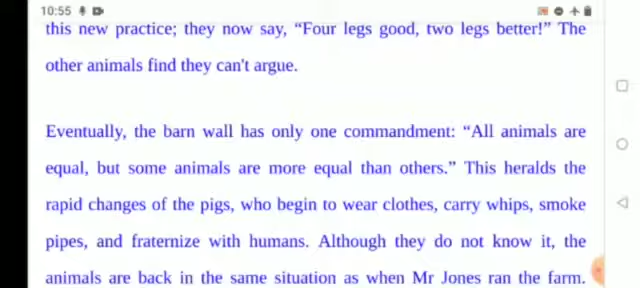 10:55
this new practice; they now say, “Four legs good, two legs better!” The
other animals find they can't argue.
Eventually, the barn wall has only one commandment: “All animals are
equal, but some animals are more equal than others.” This heralds the
rapid changes of the pigs, who begin to wear clothes, carry whips, smoke
pipes, and fraternize with humans. Although they do not know it, the
animals are back in the same situation as when Mr Jones ran the farm.